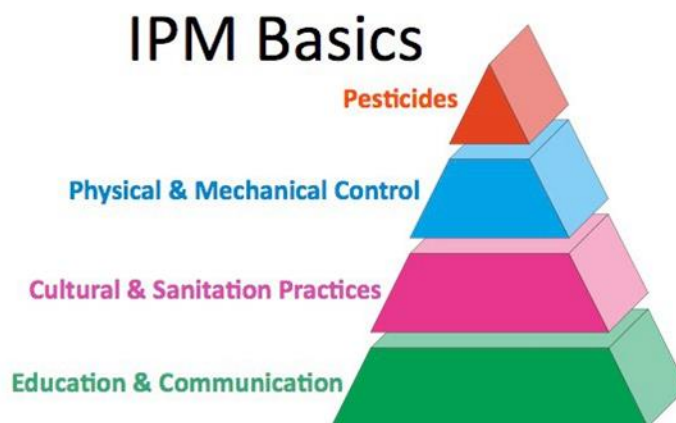 IPM Basics
Pesticides
Physical & Mechanical Control
Cultural & Sanitation Practices
Education & Communication